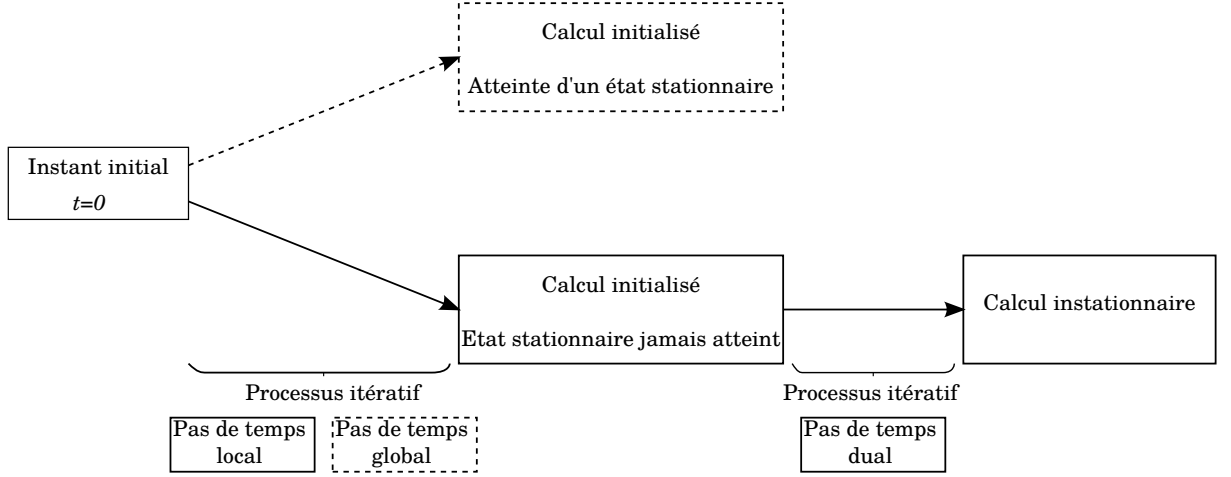 Calcul initialisé
Atteinte d'un état stationnaire
Instant initial
t=0
Calcul initialisé
Etat stationnaire jamais atteint
Calcul instationnaire
Processus itératif
Processus itératif
Pas de temps
local
Pas de temps
global
Pas de temps
dual